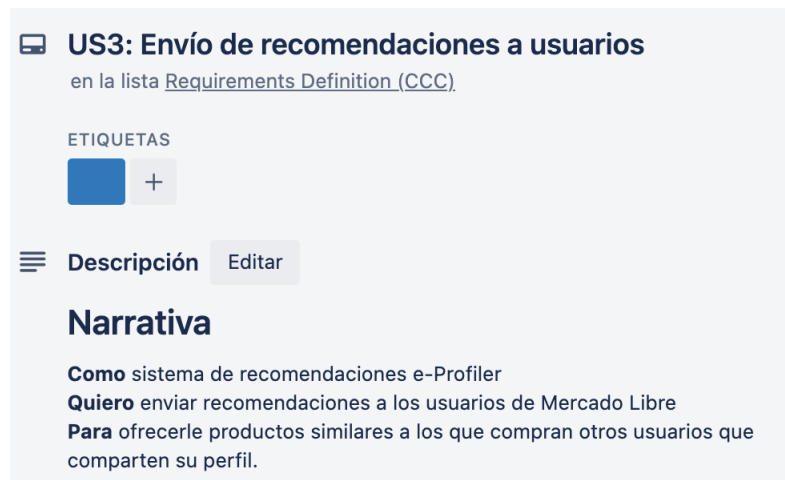 US3: Envío de recomendaciones a usuarios
en la lista Requirements Definition (CCC)
ETIQUETAS
+
Descripción Editar
Narrativa
Como sistema de recomendaciones e-Profiler
Quiero enviar recomendaciones a los usuarios de Mercado Libre
Para ofrecerle productos similares a los que compran otros usuarios que
comparten su perfil.